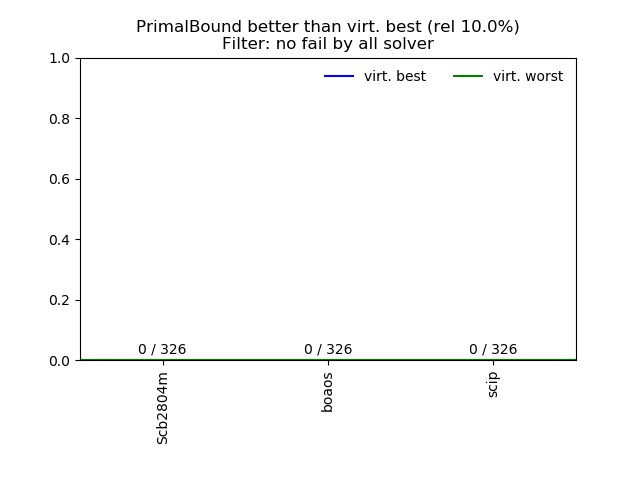 PrimalBound better than virt. best (rel 10.0%)
Filter: no fail by all solver
virt. best
virt. worst
1.0
0.8
0.6
0.4
0.2
0.0
0 / 326
0 / 326
0 / 326
Scb2804m
boaos
scip